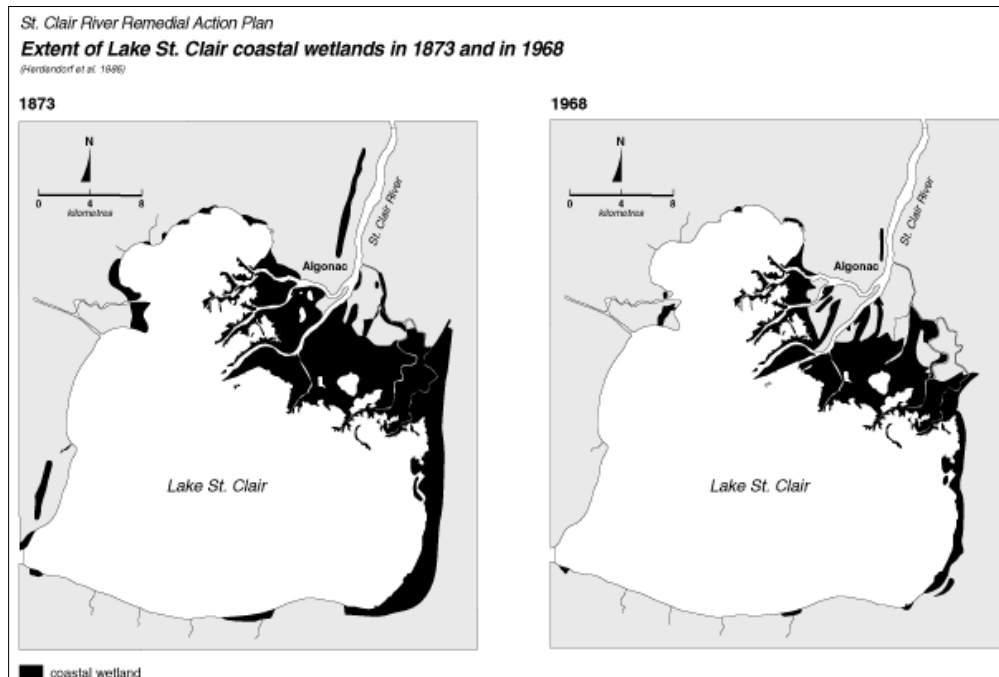 St. Clair River Remedial Action Plan
Extent of Lake St. Clair coastal wetlands in 1873 and in 1968
(Herdendorf et al. 1986)
1873
N
0 4 8
kilometres
St. Clair River
Algonac
Lake St. Clair
1968
N
0 4 8
kilometres
St. Clair River
Algonac
Lake St. Clair
coastal wetland